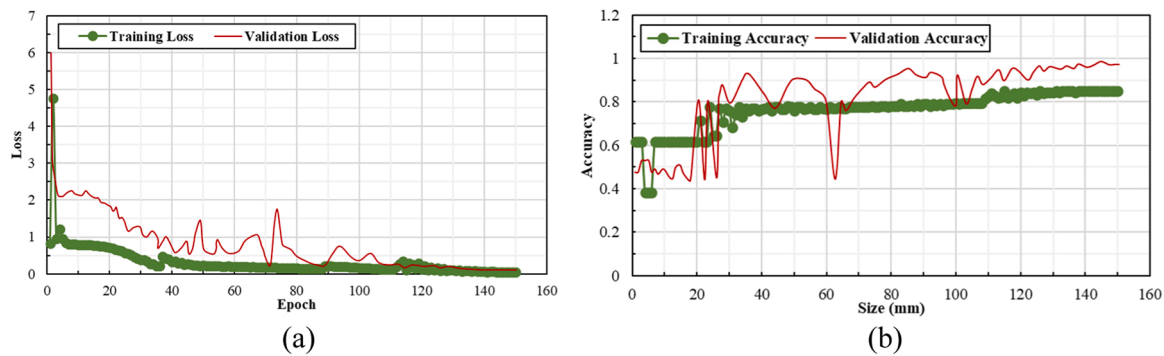 7
6
5
4
3
2
1
0
Loss
Training Loss Validation Loss
0 20 40 60 80 100 120 140 160
Epoch
(a)
1.2
1
0.8
0.6
0.4
0.2
0
Accuracy
Training Accuracy Validation Accuracy
0 20 40 60 80 100 120 140 160
Size (mm)
(b)